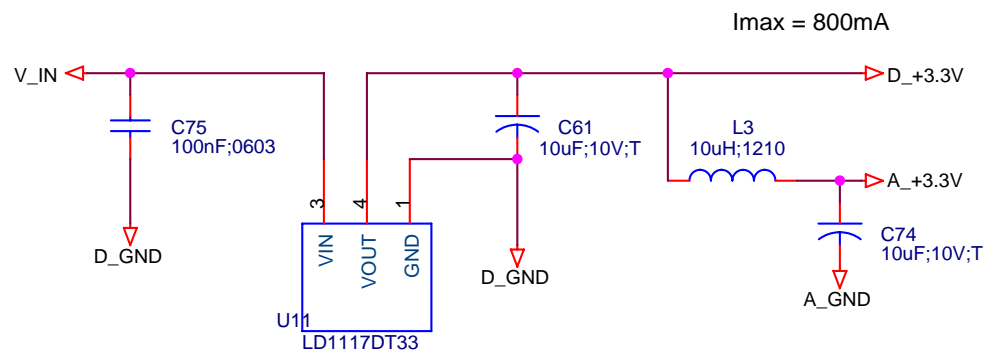 Imax = 800mA
V_IN
D_+3.3V
C75
100nF;0603
C61
10uF;10V;T
L3
10uH;1210
A_+3.3V
3
4
1
VIN
VOUT
GND
C74
10uF;10V;T
D_GND
D_GND
A_GND
U11
LD1117DT33